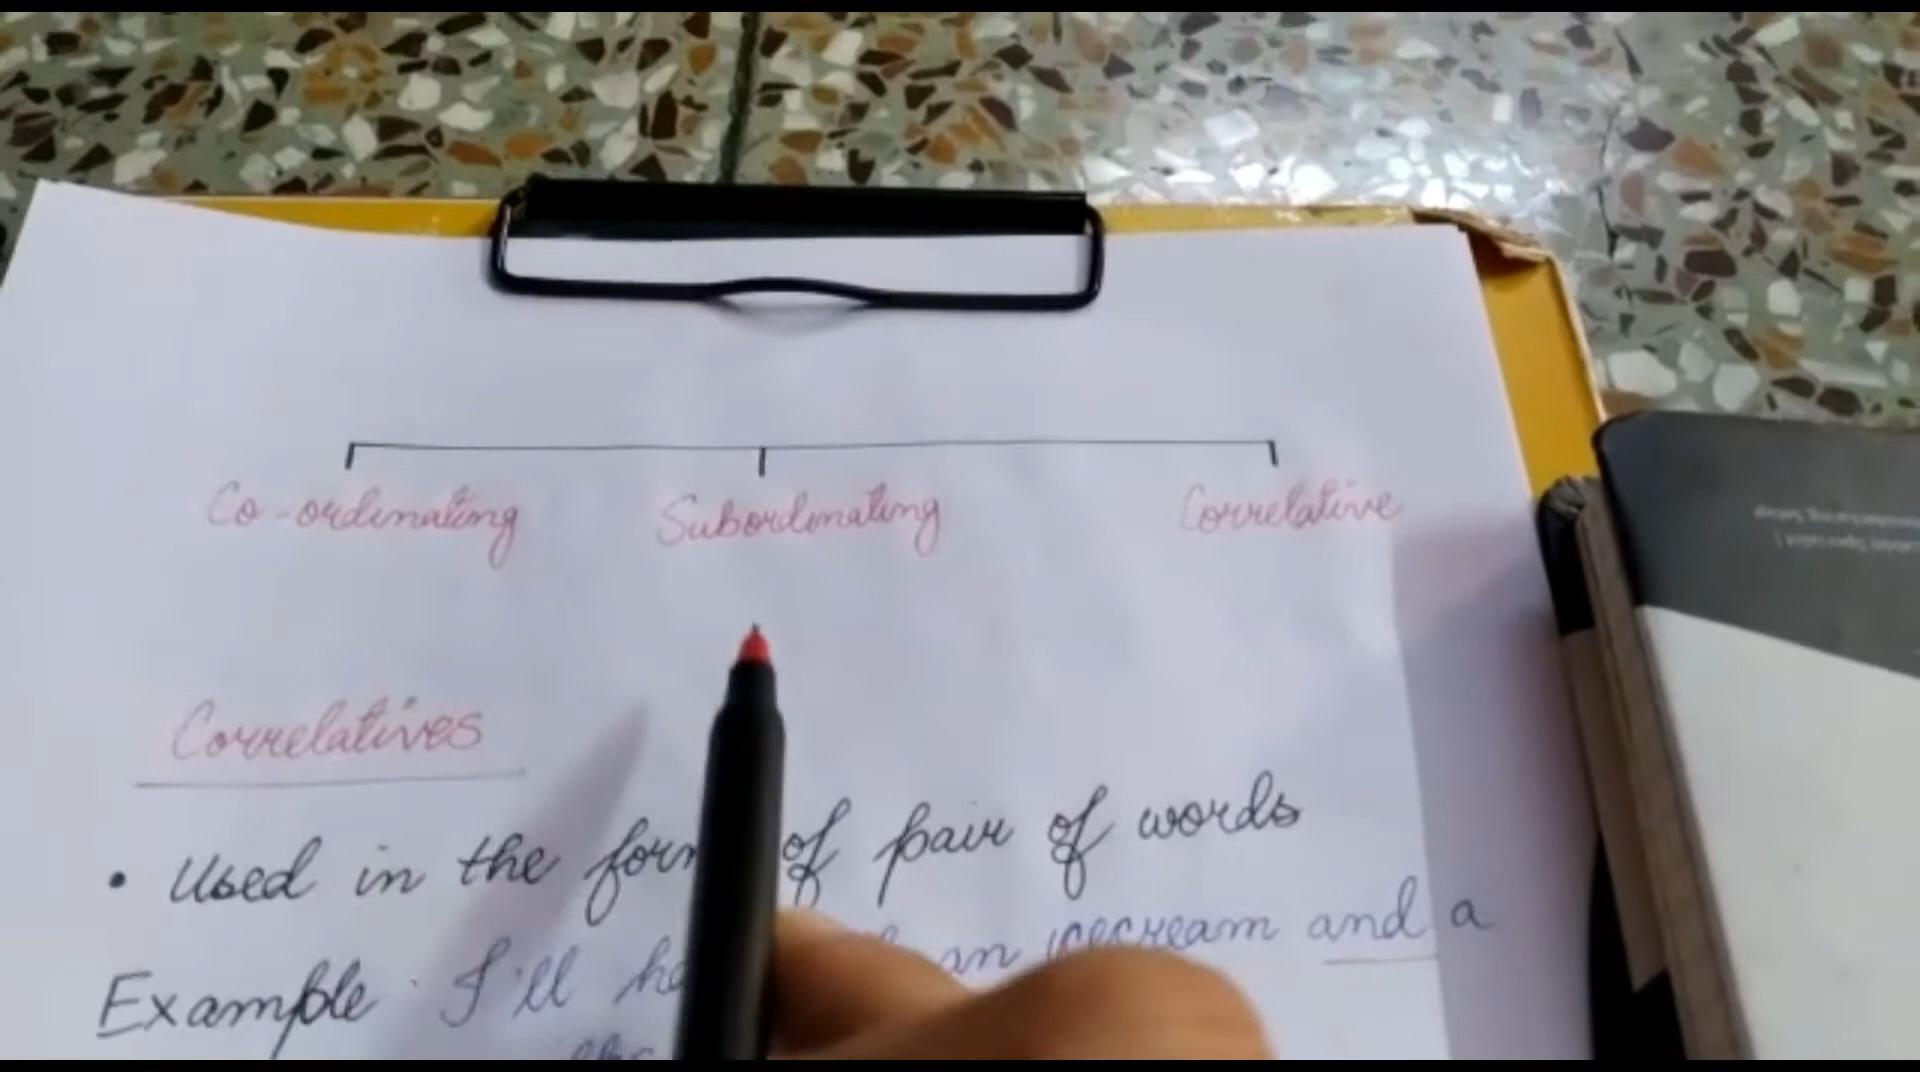 Co-ordinating Subordinating Correlative
Correlatives
• Used in the form of pair of words
Example: I'll an icecream and a